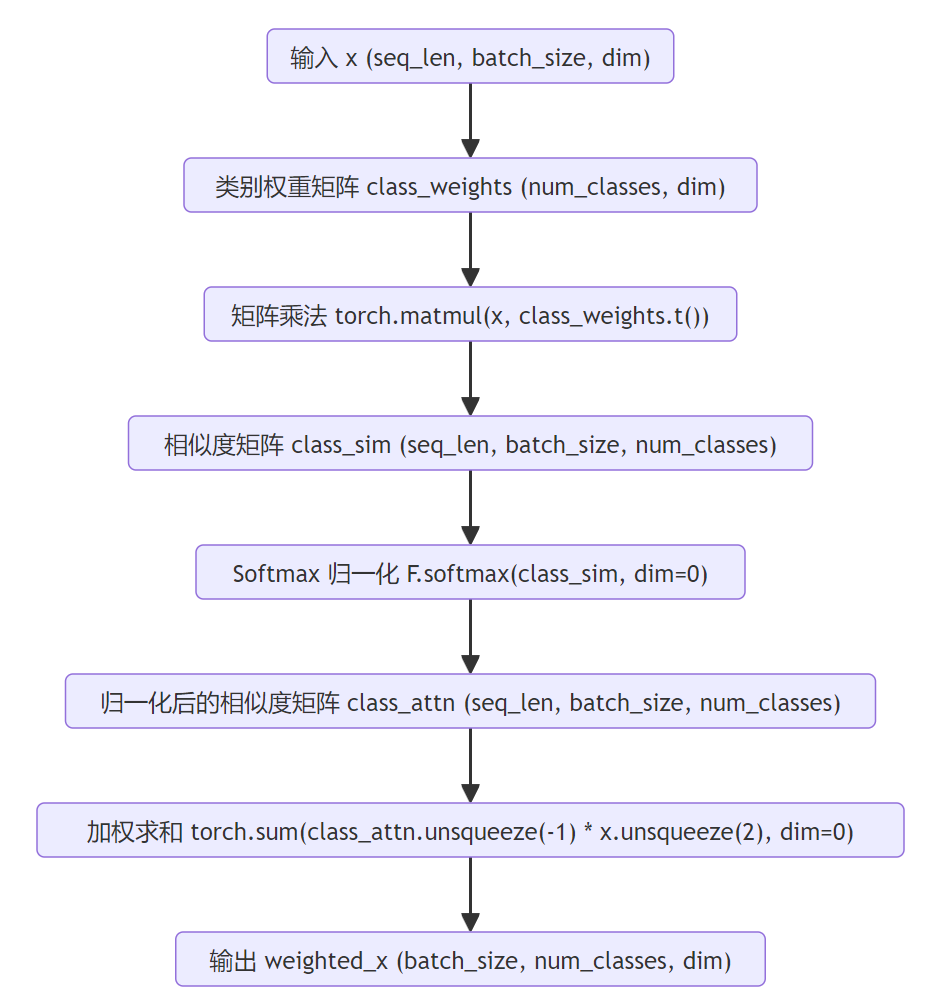 输入 x (seq_len, batch_size, dim)
类别权重矩阵 class_weights (num_classes, dim)
矩阵乘法 torch.matmul(x, class_weights.t())
相似度矩阵 class_sim (seq_len, batch_size, num_classes)
Softmax 归一化 F.softmax(class_sim, dim=0)
归一化后的相似度矩阵 class_attn (seq_len, batch_size, num_classes)
加权求和 torch.sum(class_attn.unsqueeze(-1) * x.unsqueeze(2), dim=0)
输出 weighted_x (batch_size, num_classes, dim)